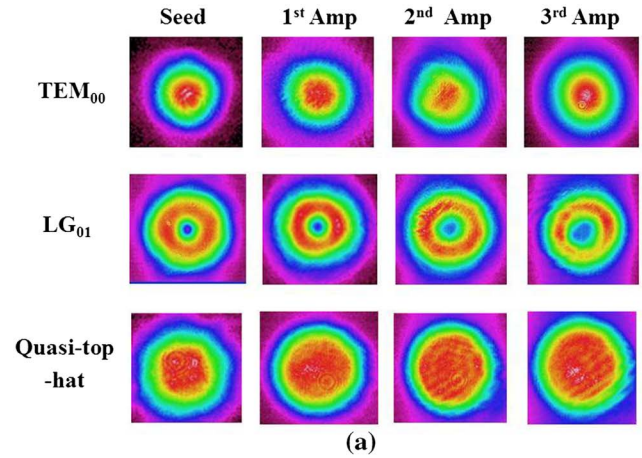 Seed 1st Amp 2nd Amp 3rd Amp
TEM00
LG01
Quasi-top
-hat
(a)